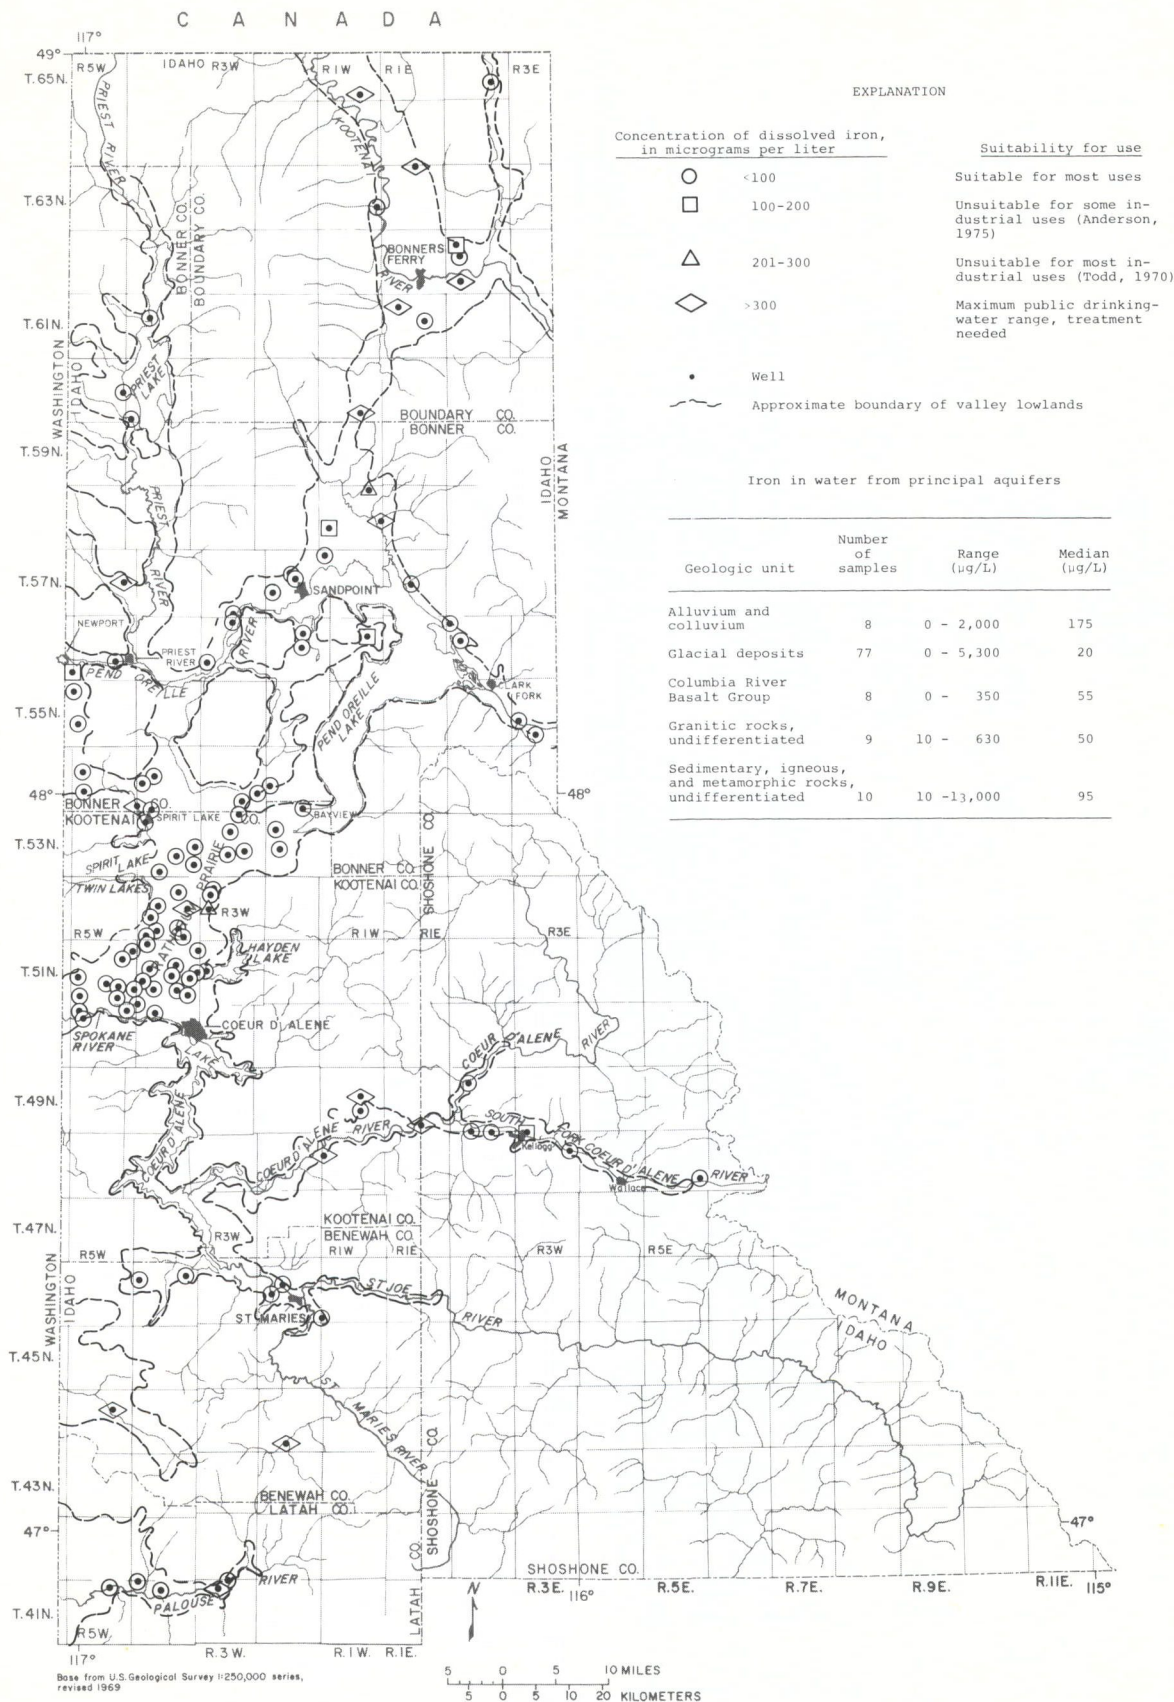 CANADA
117°
49°
R5W
IDAHO
R3W
R1W
R1E
R3E
T.65N.
PRIEST RIVER
KOOTENAI
T.63N.
BONNER CO.
BOUNDARY CO.
BONNERS
FERRY
RIVER
T.61N.
PRIEST
LAKE
WASHINGTON
IDAHO
BOUNDARY CO.
BONNER CO.
T.59N.
IDAHO
MONTANA
PRIEST
RIVER
T.57N.
SANDPOINT
NEWPORT
PRIEST
RIVER
RIVER
PEND OREILLE
CLARK
FORK
T.55N.
PEND OREILLE
LAKE
48°
48°
BONNER CO.
KOOTENAI CO.
SPIRIT LAKE
BAYVIEW
T.53N.
SPIRIT LAKE
TWIN LAKES
PRAIRIE
BONNER CO.
KOOTENAI CO.
SHOSHONE CO.
R5W
R3W
R1W
R1E
R3E
HAYDEN
LAKE
T.51N.
COEUR D'ALENE
SPOKANE
RIVER
LAKE
COEUR D'ALENE
RIVER
T.49N.
COEUR D'ALENE
COEUR D'ALENE RIVER
SOUTH FORK COEUR D'ALENE RIVER
Kellogg
Wallace
T.47N.
KOOTENAI CO.
BENEWAH CO.
R5W
R3W
R1W
R1E
R3W
R5E
WASHINGTON
IDAHO
ST JOE
RIVER
ST. MARIES
MONTANA
IDAHO
T.45N.
ST MARIES RIVER
T.43N.
BENEWAH CO.
LATAH CO.
SHOSHONE CO.
47°
47°
SHOSHONE CO.
LATAH CO.
PALOUSE
RIVER
N
R.3E.
116°
R.5E.
R.7E.
R.9E.
R.11E.
115°
T.41N.
R5W
117°
R.3W.
R.1W.
R.1E.
Base from U.S. Geological Survey 1:250,000 series,
revised 1969
5 0 5 10 MILES
5 0 5 10 20 KILOMETERS
EXPLANATION
Concentration of dissolved iron,
in micrograms per liter
Suitability for use
<100
Suitable for most uses
100-200
Unsuitable for some in-
dustrial uses (Anderson,
1975)
201-300
Unsuitable for most in-
dustrial uses (Todd, 1970)
>300
Maximum public drinking-
water range, treatment
needed
Well
Approximate boundary of valley lowlands
Iron in water from principal aquifers
Geologic unit
Number
of
samples
Range
(µg/L)
Median
(µg/L)
Alluvium and
colluvium 8 0 - 2,000 175
Glacial deposits 77 0 - 5,300 20
Columbia River
Basalt Group 8 0 - 350 55
Granitic rocks,
undifferentiated 9 10 - 630 50
Sedimentary, igneous,
and metamorphic rocks,
undifferentiated 10 10 -13,000 95